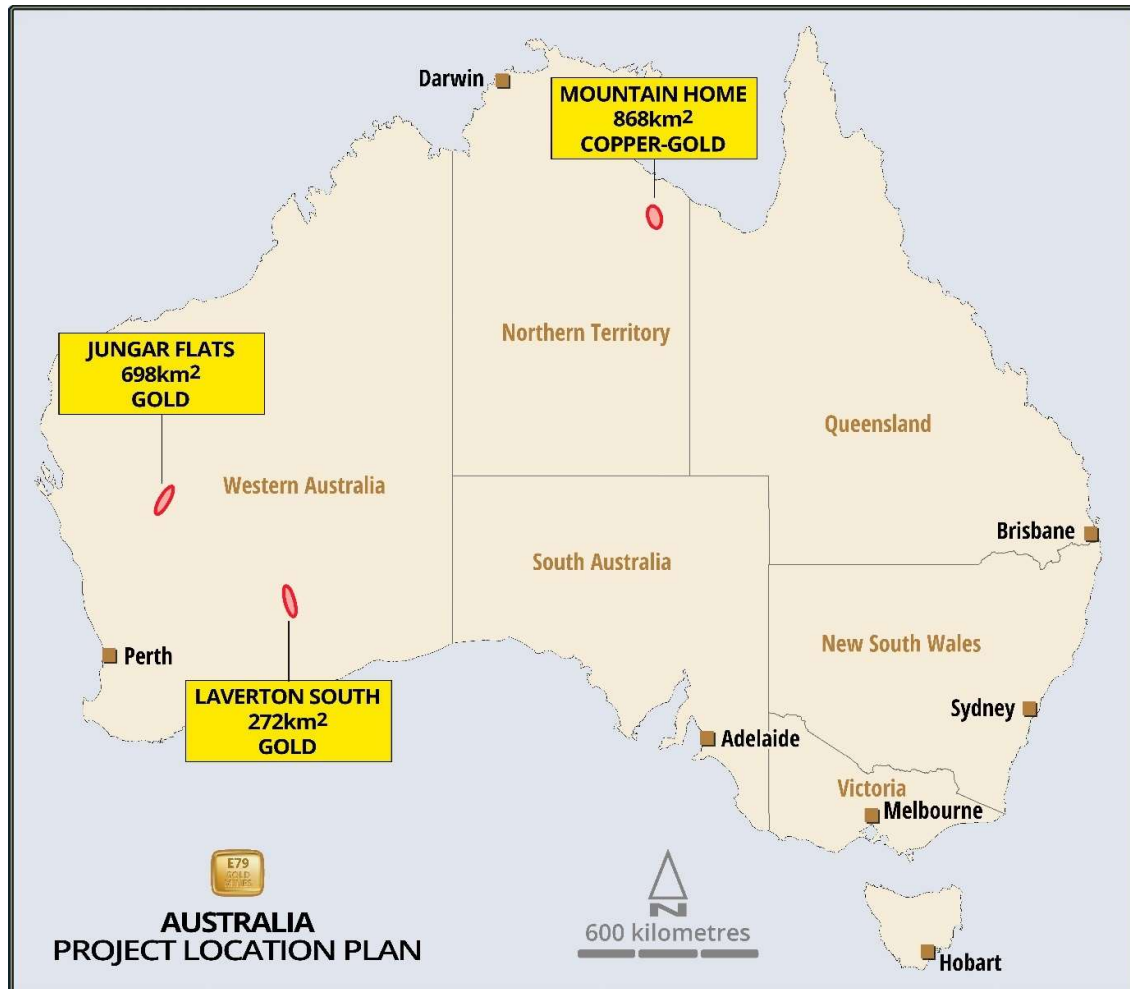 Darwin
MOUNTAIN HOME
868km2
COPPER-GOLD
JUNGAR FLATS
698km2
GOLD
Northern Territory
Queensland
Western Australia
South Australia
Brisbane
New South Wales
Perth
LAVERTON SOUTH
272km2
GOLD
Sydney
Adelaide
Victoria
Melbourne
E79
GOLD
MINES
AUSTRALIA
PROJECT LOCATION PLAN
N
600 kilometres
Hobart